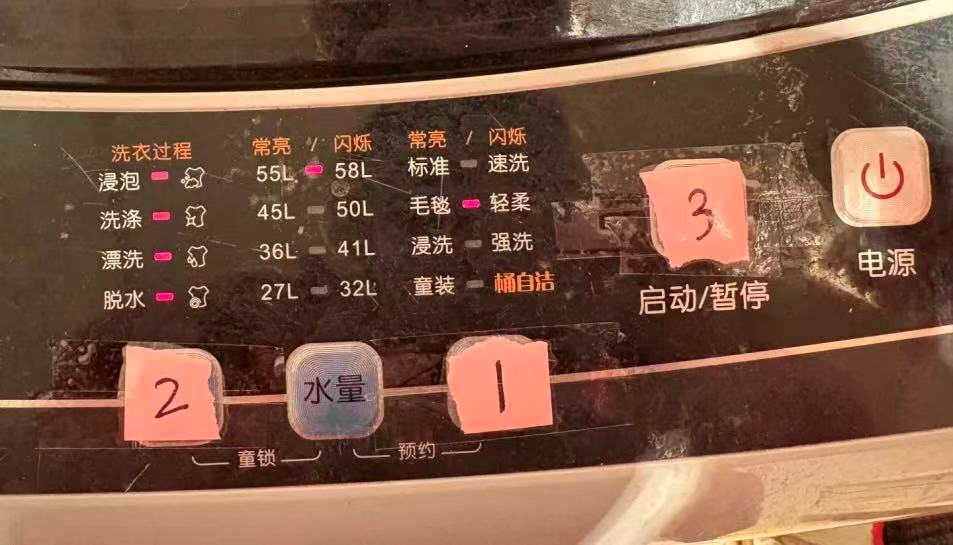 洗衣过程 常亮 / 闪烁 常亮 / 闪烁
浸泡 55L 58L 标准 速洗
洗涤 45L 50L 毛毯 轻柔
漂洗 36L 41L 浸洗 强洗
脱水 27L 32L 童装 桶自洁
3
启动/暂停
电源
2 水量 1
童锁 预约